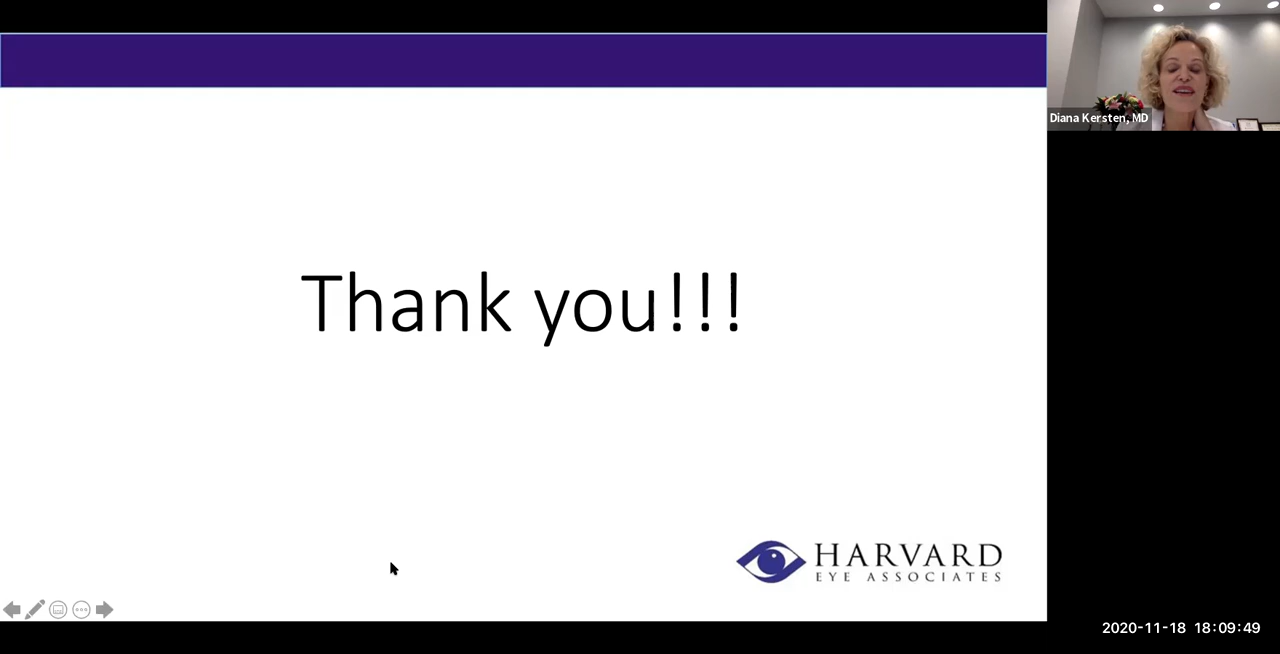 Diana Kersten, MD
Thank you!!!
HARVARD
EYE ASSOCIATES
2020-11-18 18:09:49